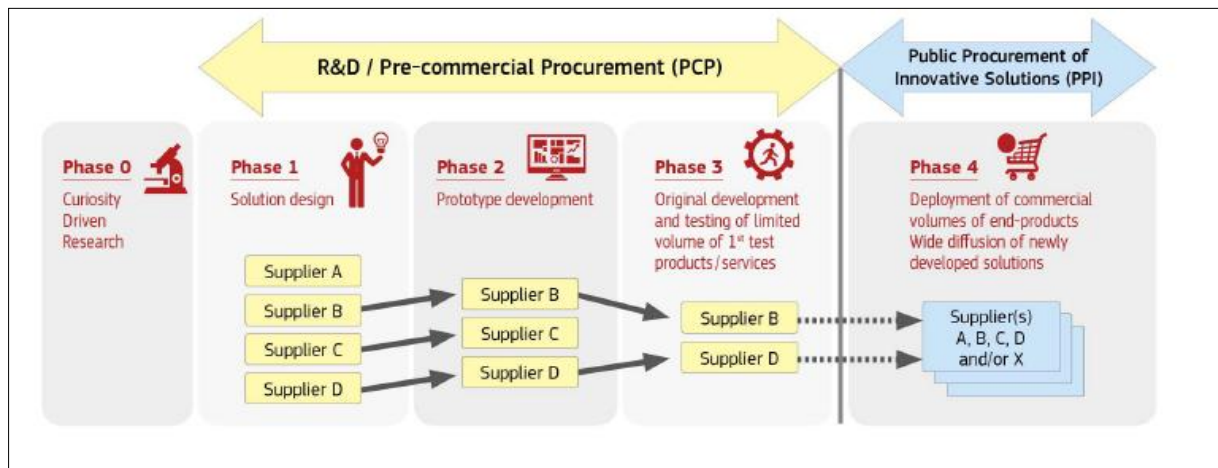 R&D / Pre-commercial Procurement (PCP)
Public Procurement of
Innovative Solutions (PPI)
Phase 0
Curiosity
Driven
Research
Phase 1
Solution design
Supplier A
Supplier B
Supplier C
Supplier D
Phase 2
Prototype development
Supplier B
Supplier C
Supplier D
Phase 3
Original development
and testing of limited
volume of 1st test
products/services
Supplier B
Supplier D
Phase 4
Deployment of commercial
volumes of end-products
Wide diffusion of newly
developed solutions
Supplier(s)
A, B, C, D
and/or X